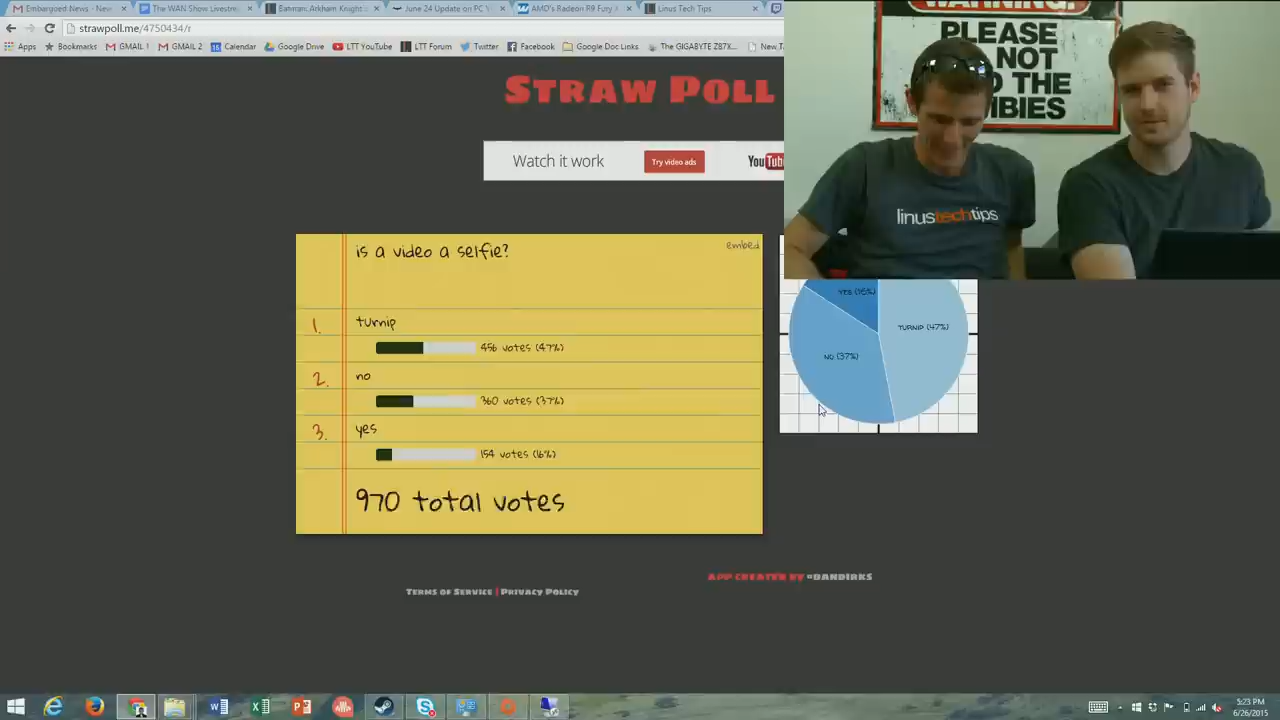 Embargoed News - Never
The WAN Show Livestre
Batman: Arkham Knight
June 24 Update on PC V
AMD's Radeon R9 Fury
Linus Tech Tips
strawpoll.me/4750434/r
Apps
Bookmarks
GMAIL 1
GMAIL 2
Calendar
Google Drive
LTT YouTube
LTT Forum
Twitter
Facebook
Google Doc Links
The GIGABYTE Z87X...
New T
WARNING!
PLEASE
NOT
THE
STRAW POLL
Watch it work
Try video ads
YouTub
linustechtips
is a video a selfie?
embed
1. turnip
456 votes (47%)
2. no
360 votes (37%)
3. yes
154 votes (16%)
970 total votes
YES (16%)
TURNIP (47%)
NO (37%)
APP CREATED BY @DANDIRKS
TERMS OF SERVICE | PRIVACY POLICY
5:23 PM
6/26/2015